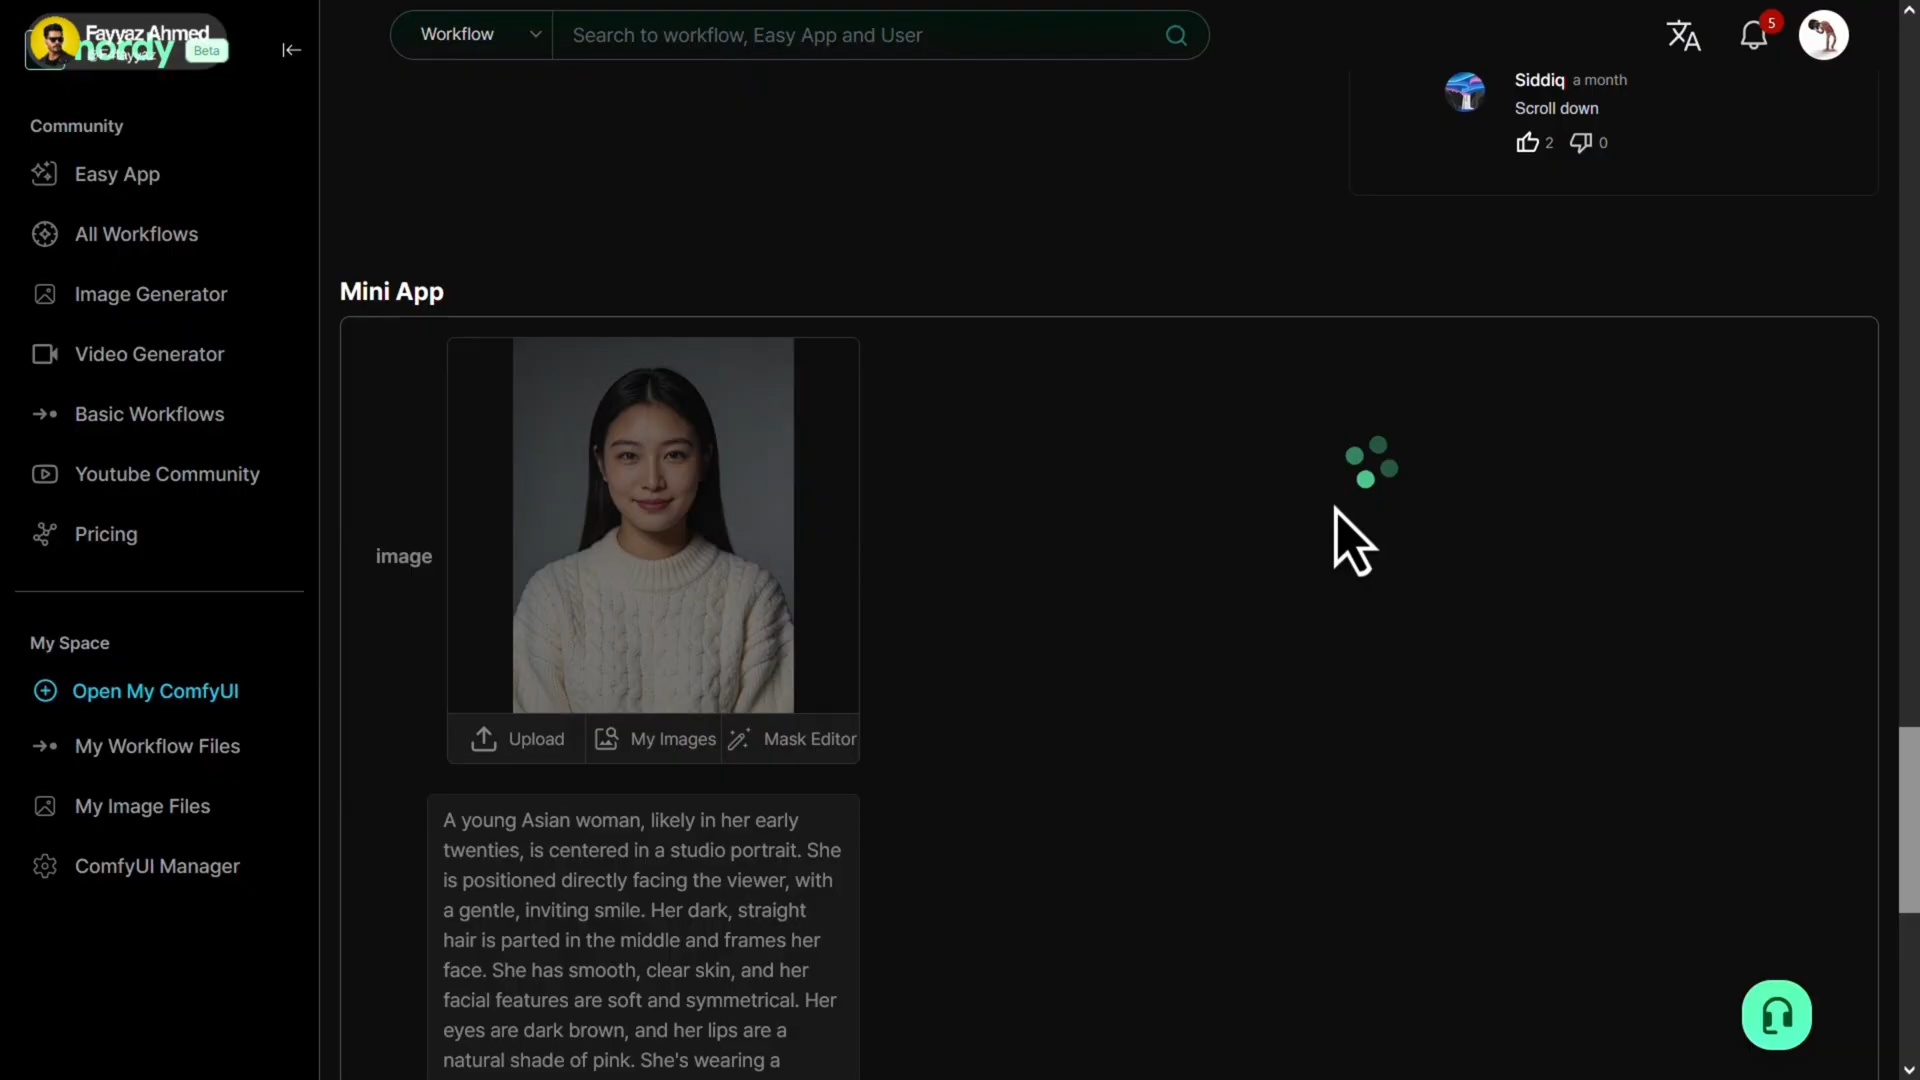 Fayyaz Ahmed
nordy
Beta
Workflow
Search to workflow, Easy App and User
5
Community
Easy App
All Workflows
Image Generator
Video Generator
Basic Workflows
Youtube Community
Pricing
My Space
Open My ComfyUI
My Workflow Files
My Image Files
ComfyUI Manager
Siddiq a month
Scroll down
2 0
Mini App
image
Upload
My Images
Mask Editor
A young Asian woman, likely in her early
twenties, is centered in a studio portrait. She
is positioned directly facing the viewer, with
a gentle, inviting smile. Her dark, straight
hair is parted in the middle and frames her
face. She has smooth, clear skin, and her
facial features are soft and symmetrical. Her
eyes are dark brown, and her lips are a
natural shade of pink. She's wearing a